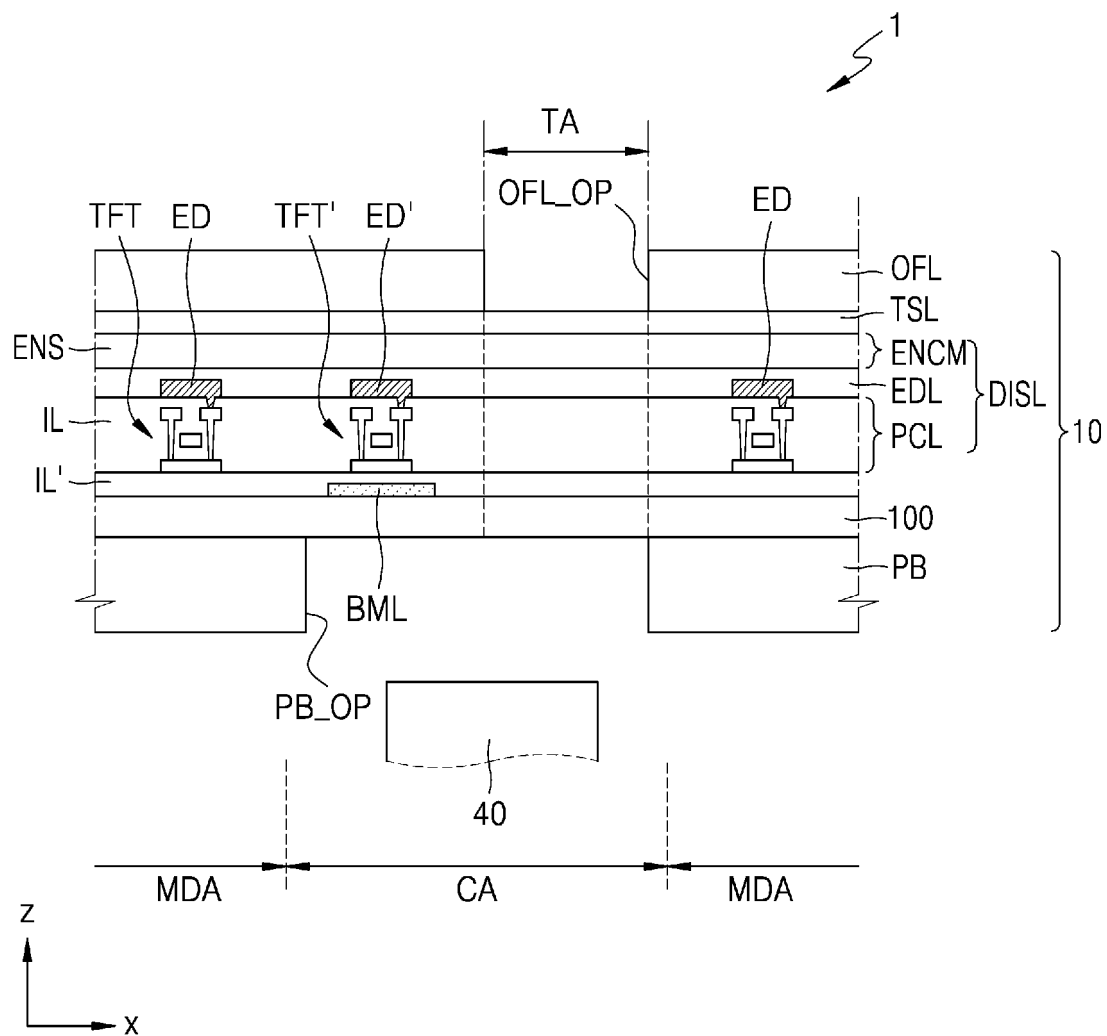 1
TA
OFL_OP
ED
TFT
ED
TFT'
ED'
OFL
TSL
ENS
ENCM
EDL
DISL
IL
PCL
10
IL'
100
PB
BML
PB_OP
40
MDA
CA
MDA
z
x